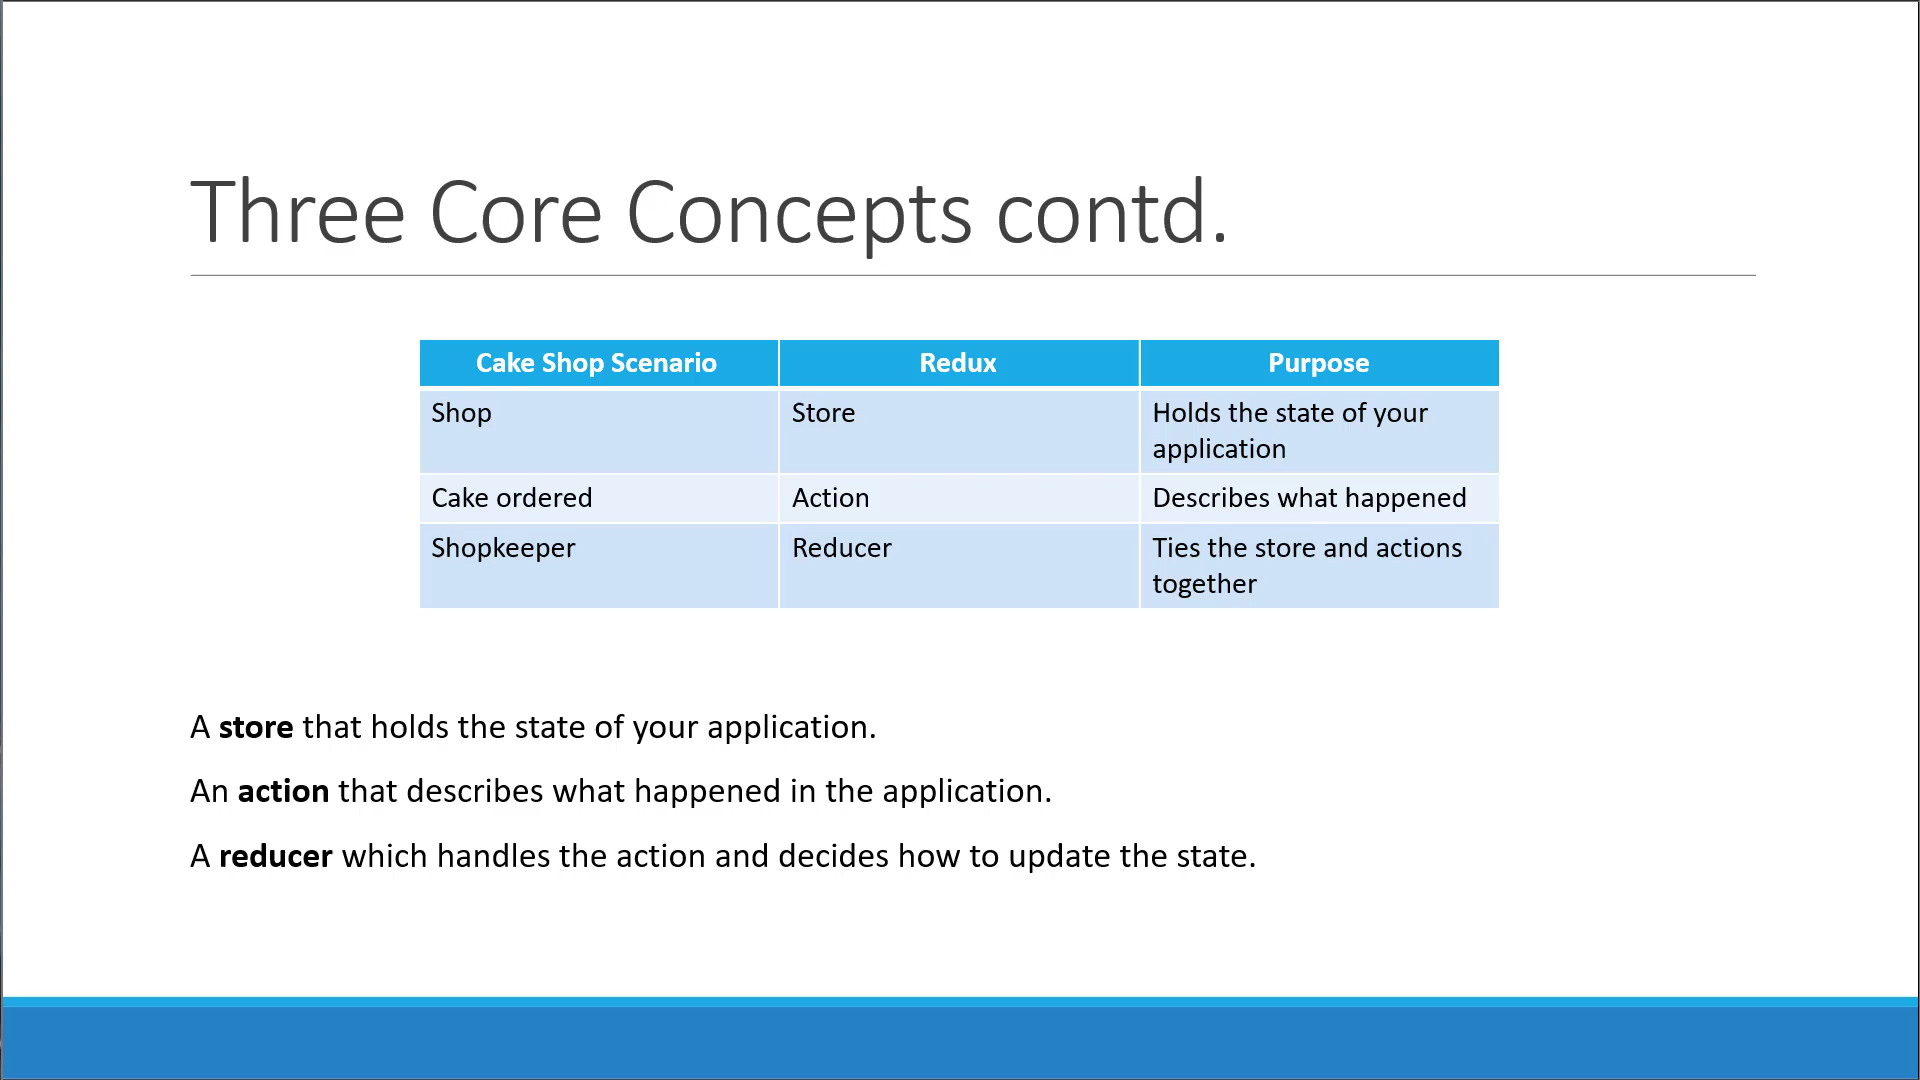 Three Core Concepts contd.
Cake Shop Scenario Redux Purpose
Shop Store Holds the state of your
application
Cake ordered Action Describes what happened
Shopkeeper Reducer Ties the store and actions
together
A store that holds the state of your application.
An action that describes what happened in the application.
A reducer which handles the action and decides how to update the state.